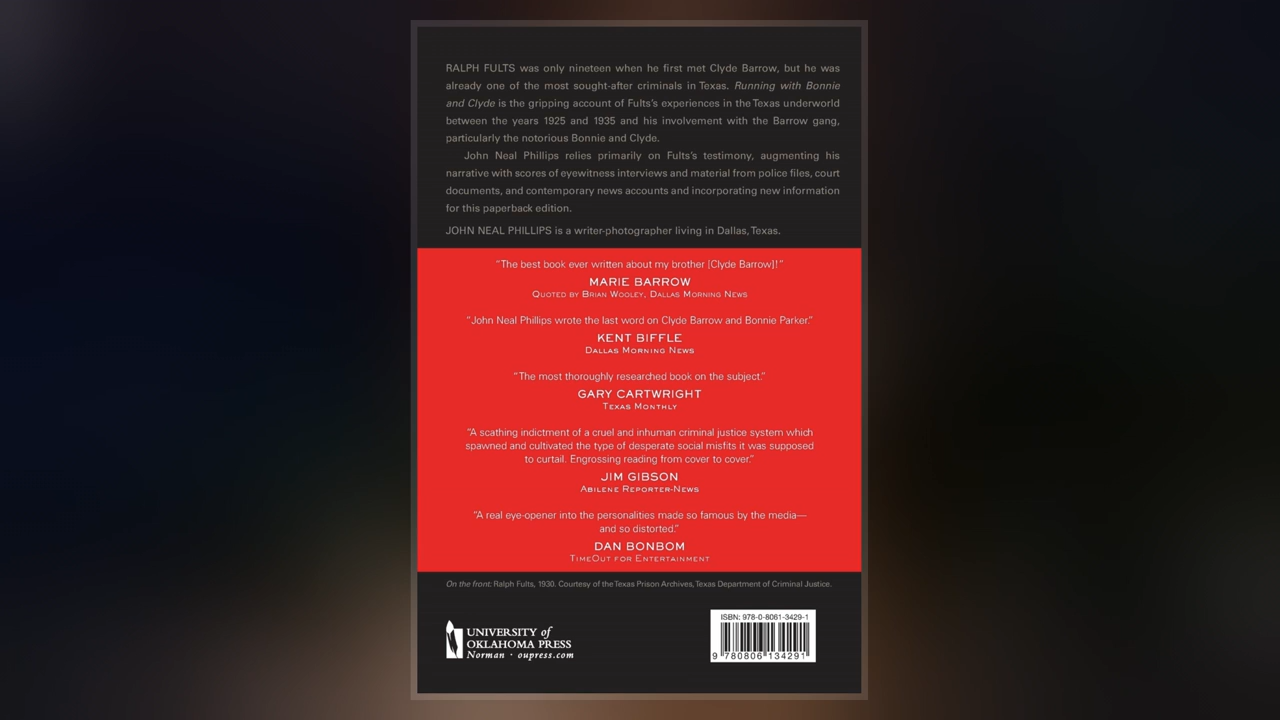 RALPH FULTS was only nineteen when he first met Clyde Barrow, but he was
already one of the most sought-after criminals in Texas. Running with Bonnie
and Clyde is the gripping account of Fults's experiences in the Texas underworld
between the years 1925 and 1935 and his involvement with the Barrow gang,
particularly the notorious Bonnie and Clyde.
John Neal Phillips relies primarily on Fults's testimony, augmenting his
narrative with scores of eyewitness interviews and material from police files, court
documents, and contemporary news accounts and incorporating new information
for this paperback edition.
JOHN NEAL PHILLIPS is a writer-photographer living in Dallas, Texas.
“The best book ever written about my brother [Clyde Barrow]!”
MARIE BARROW
QUOTED BY BRIAN WOOLEY, DALLAS MORNING NEWS
“John Neal Phillips wrote the last word on Clyde Barrow and Bonnie Parker.”
KENT BIFFLE
DALLAS MORNING NEWS
“The most thoroughly researched book on the subject.”
GARY CARTWRIGHT
TEXAS MONTHLY
“A scathing indictment of a cruel and inhuman criminal justice system which
spawned and cultivated the type of desperate social misfits it was supposed
to curtail. Engrossing reading from cover to cover.”
JIM GIBSON
ABILENE REPORTER-NEWS
“A real eye-opener into the personalities made so famous by the media—
and so distorted.”
DAN BONBOM
TIMEOUT FOR ENTERTAINMENT
On the front: Ralph Fults, 1930. Courtesy of the Texas Prison Archives, Texas Department of Criminal Justice.
UNIVERSITY of
OKLAHOMA PRESS
Norman · oupress.com
ISBN: 978-0-8061-3429-1
9 780806 134291